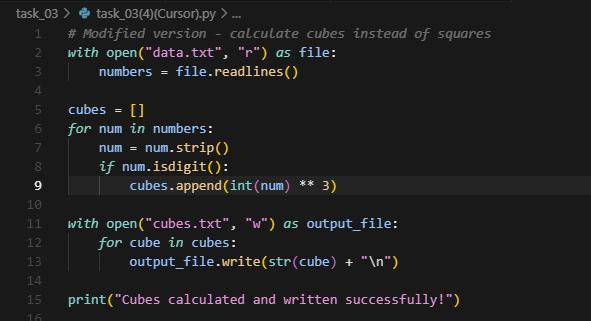 task_03 > task_03(4)(Cursor).py > ...
1 # Modified version - calculate cubes instead of squares
2 with open("data.txt", "r") as file:
3     numbers = file.readlines()
4
5 cubes = []
6 for num in numbers:
7     num = num.strip()
8     if num.isdigit():
9         cubes.append(int(num) ** 3)
10
11 with open("cubes.txt", "w") as output_file:
12     for cube in cubes:
13         output_file.write(str(cube) + "\n")
14
15 print("Cubes calculated and written successfully!")
16